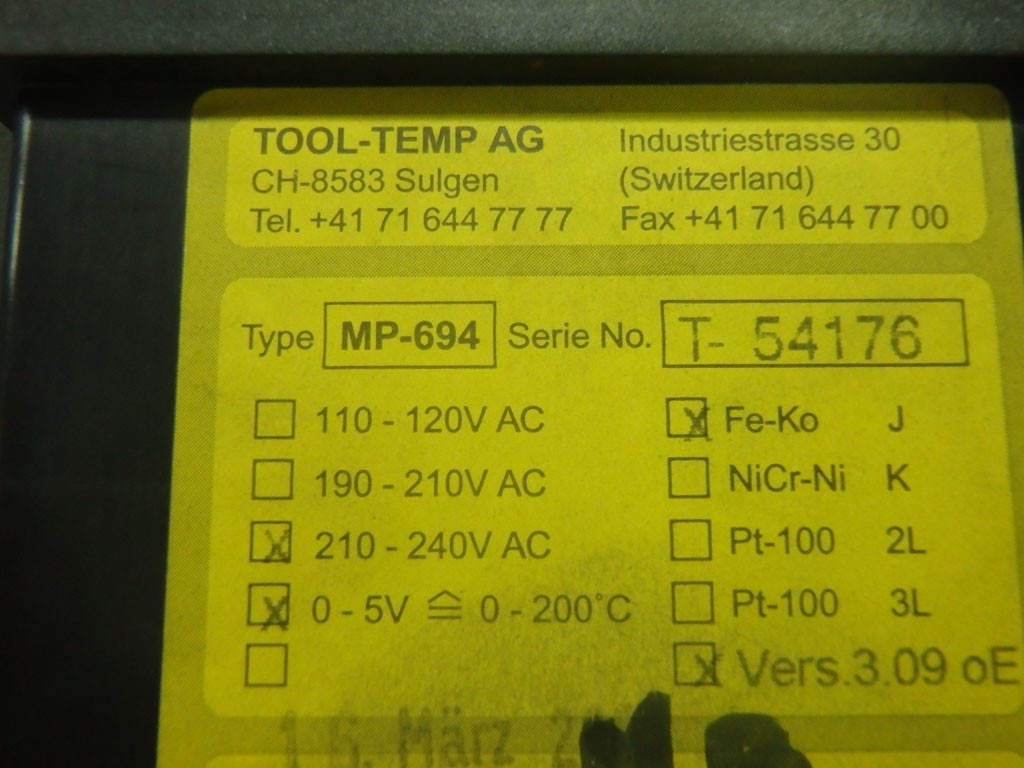 TOOL-TEMP AG Industriestrasse 30
CH-8583 Sulgen (Switzerland)
Tel. +41 71 644 77 77 Fax +41 71 644 77 00
Type MP-694 Serie No. T- 54176
110 - 120V AC X Fe-Ko J
190 - 210V AC NiCr-Ni K
X 210 - 240V AC Pt-100 2L
X 0 - 5V ≙ 0 - 200°C Pt-100 3L
X Vers.3.09 oE
März